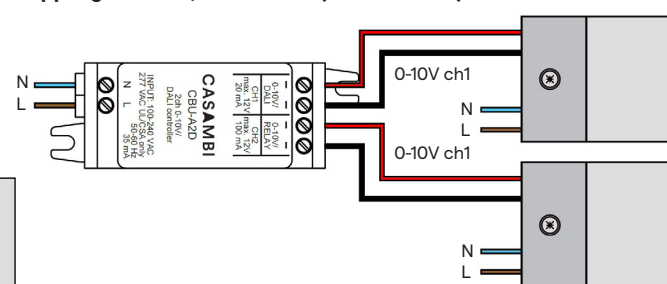 N
L
N
L
INPUT: 100-240 VAC
277 VAC UL/CSA only
50-60 Hz
35 mA
CASAMBI
CBU-A2D
2ch 0-10V/
DALI controller
0-10V/
DALI
CH1
max. 12V
20 mA
0-10V/
RELAY
CH2
max. 12V
100 mA
0-10V ch1
N
L
0-10V ch1
N
L